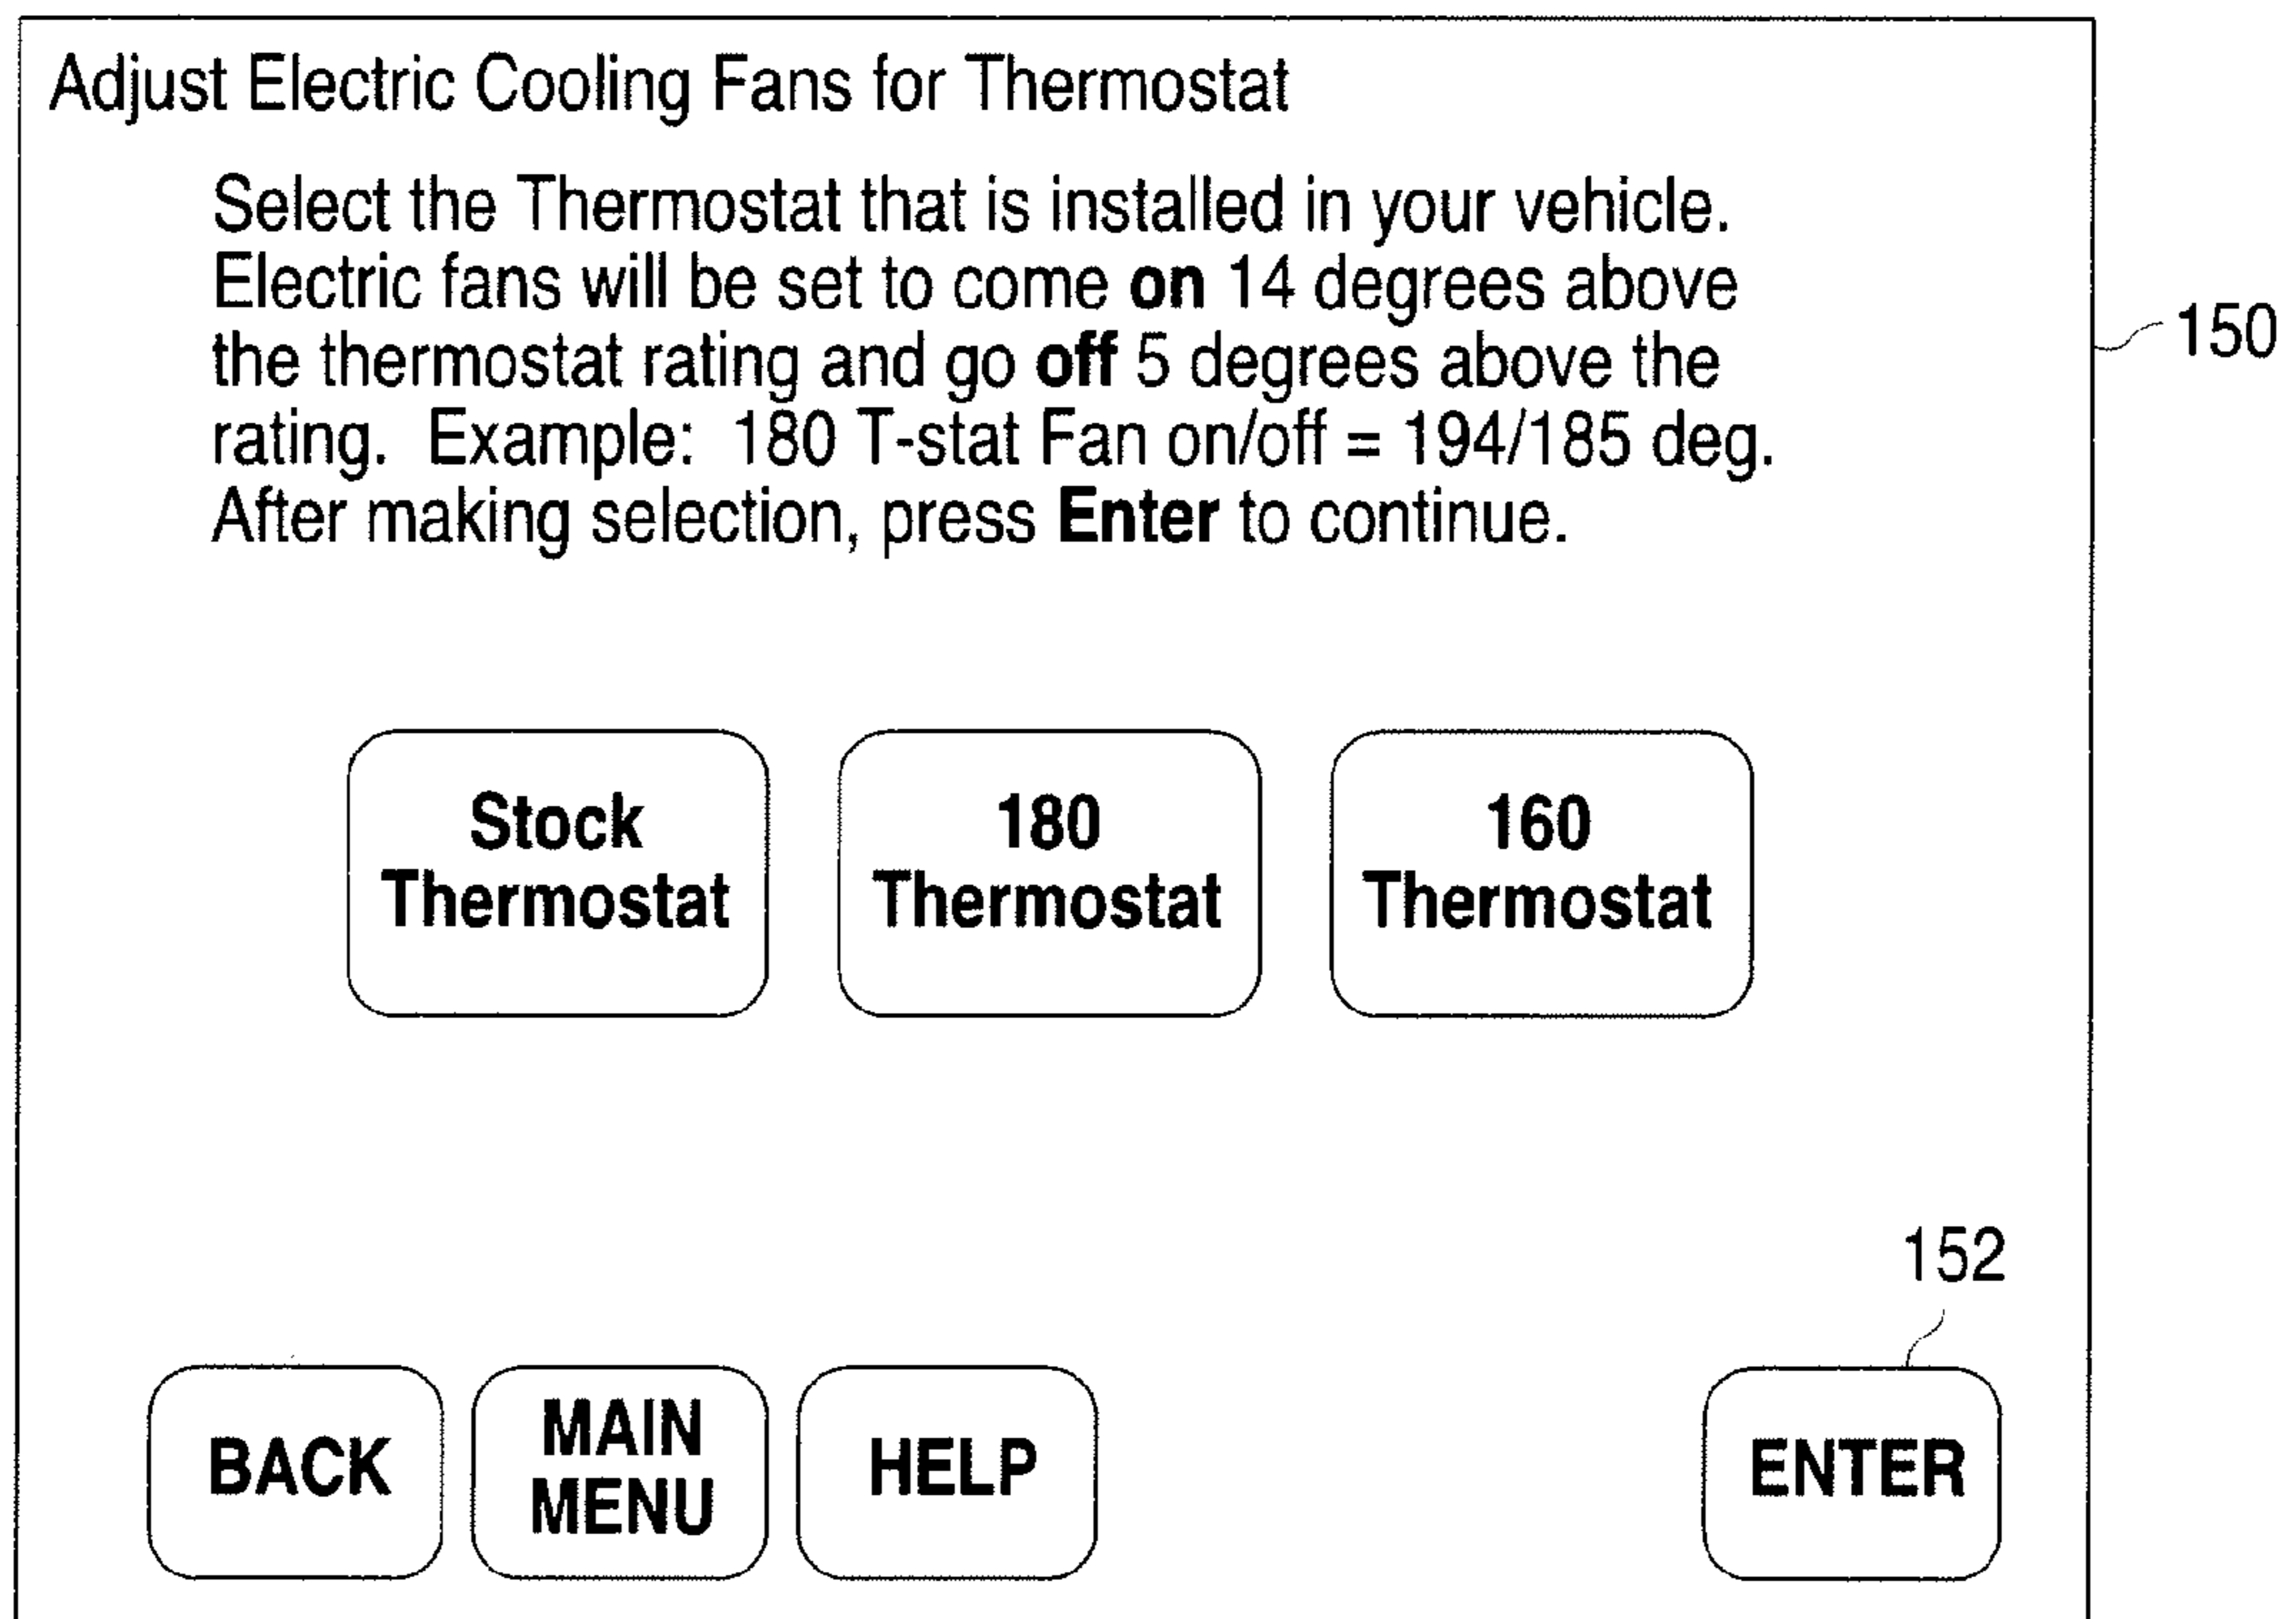 Adjust Electric Cooling Fans for Thermostat
Select the Thermostat that is installed in your vehicle.
Electric fans will be set to come on 14 degrees above
the thermostat rating and go off 5 degrees above the
rating. Example: 180 T-stat Fan on/off = 194/185 deg.
After making selection, press Enter to continue.
150
Stock
Thermostat
180
Thermostat
160
Thermostat
152
BACK
MAIN
MENU
HELP
ENTER